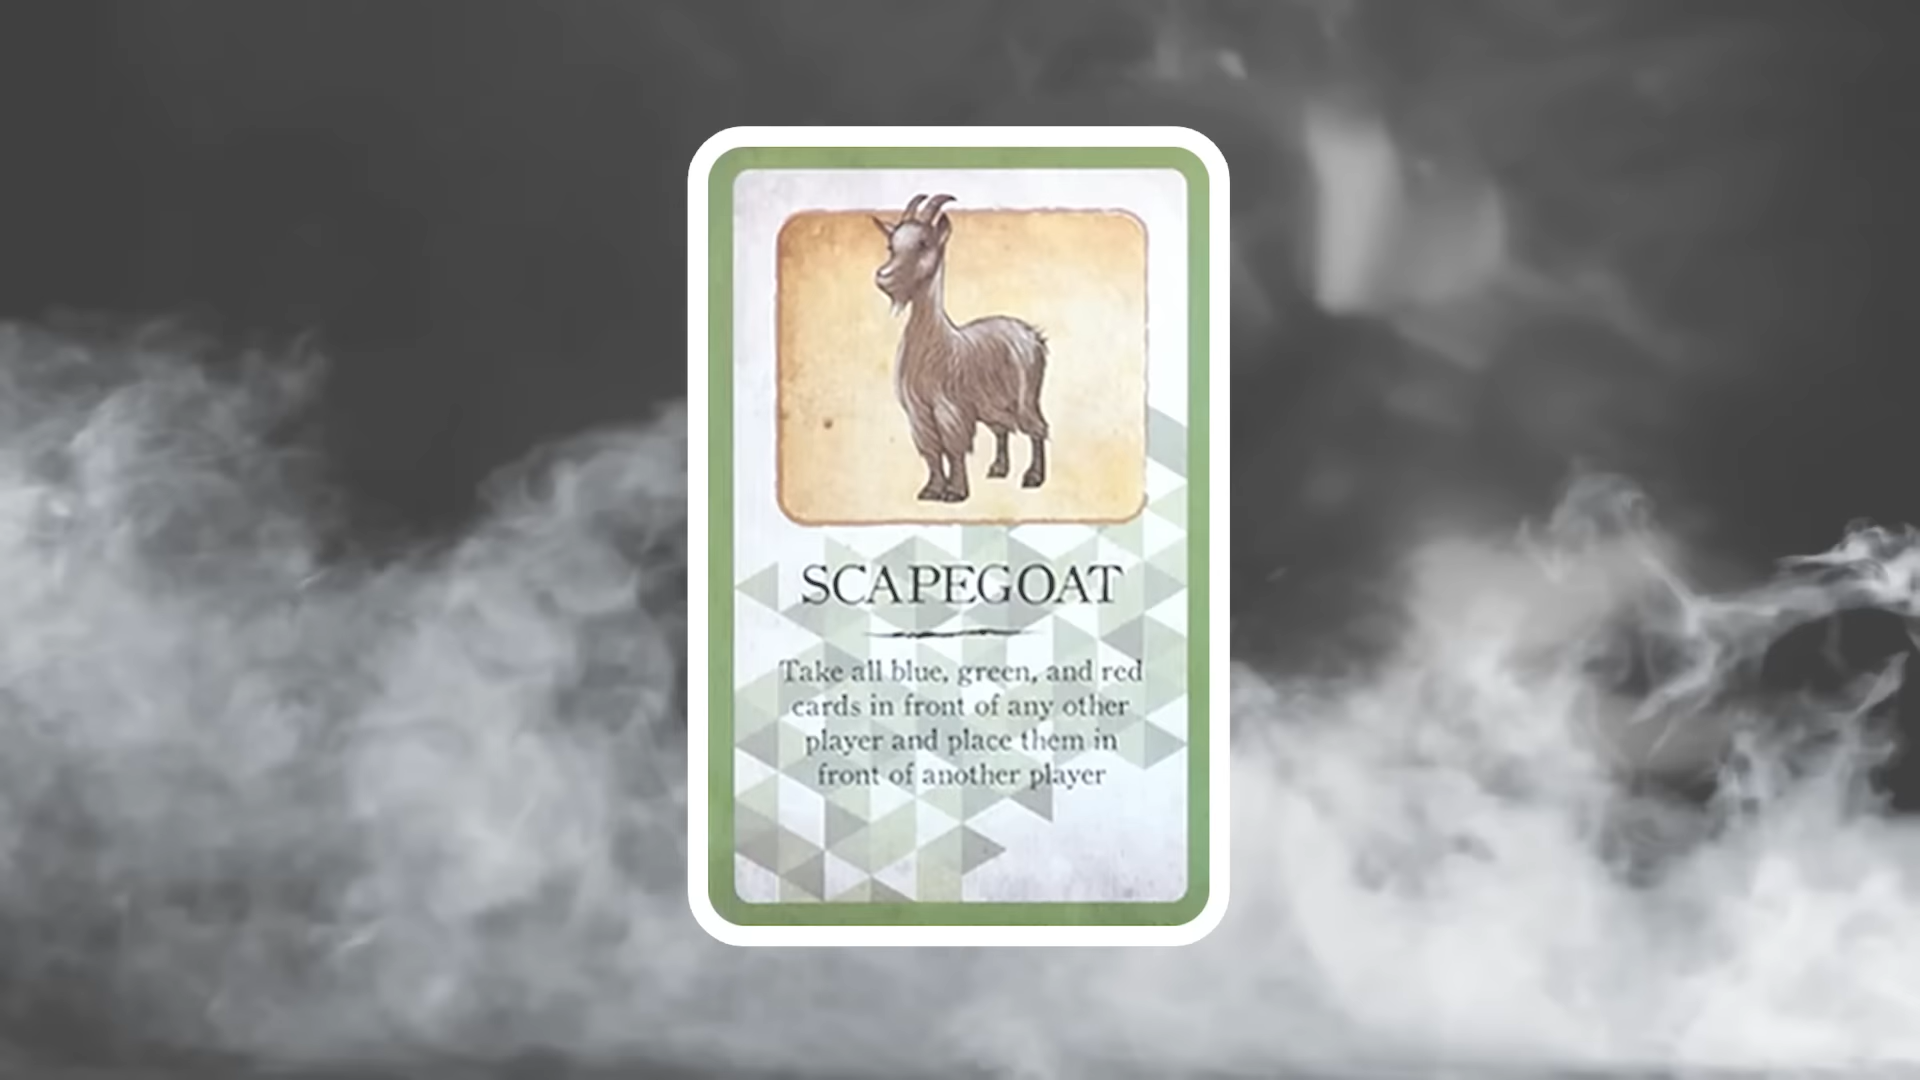 SCAPEGOAT
Take all blue, green, and red
cards in front of any other
player and place them in
front of another player